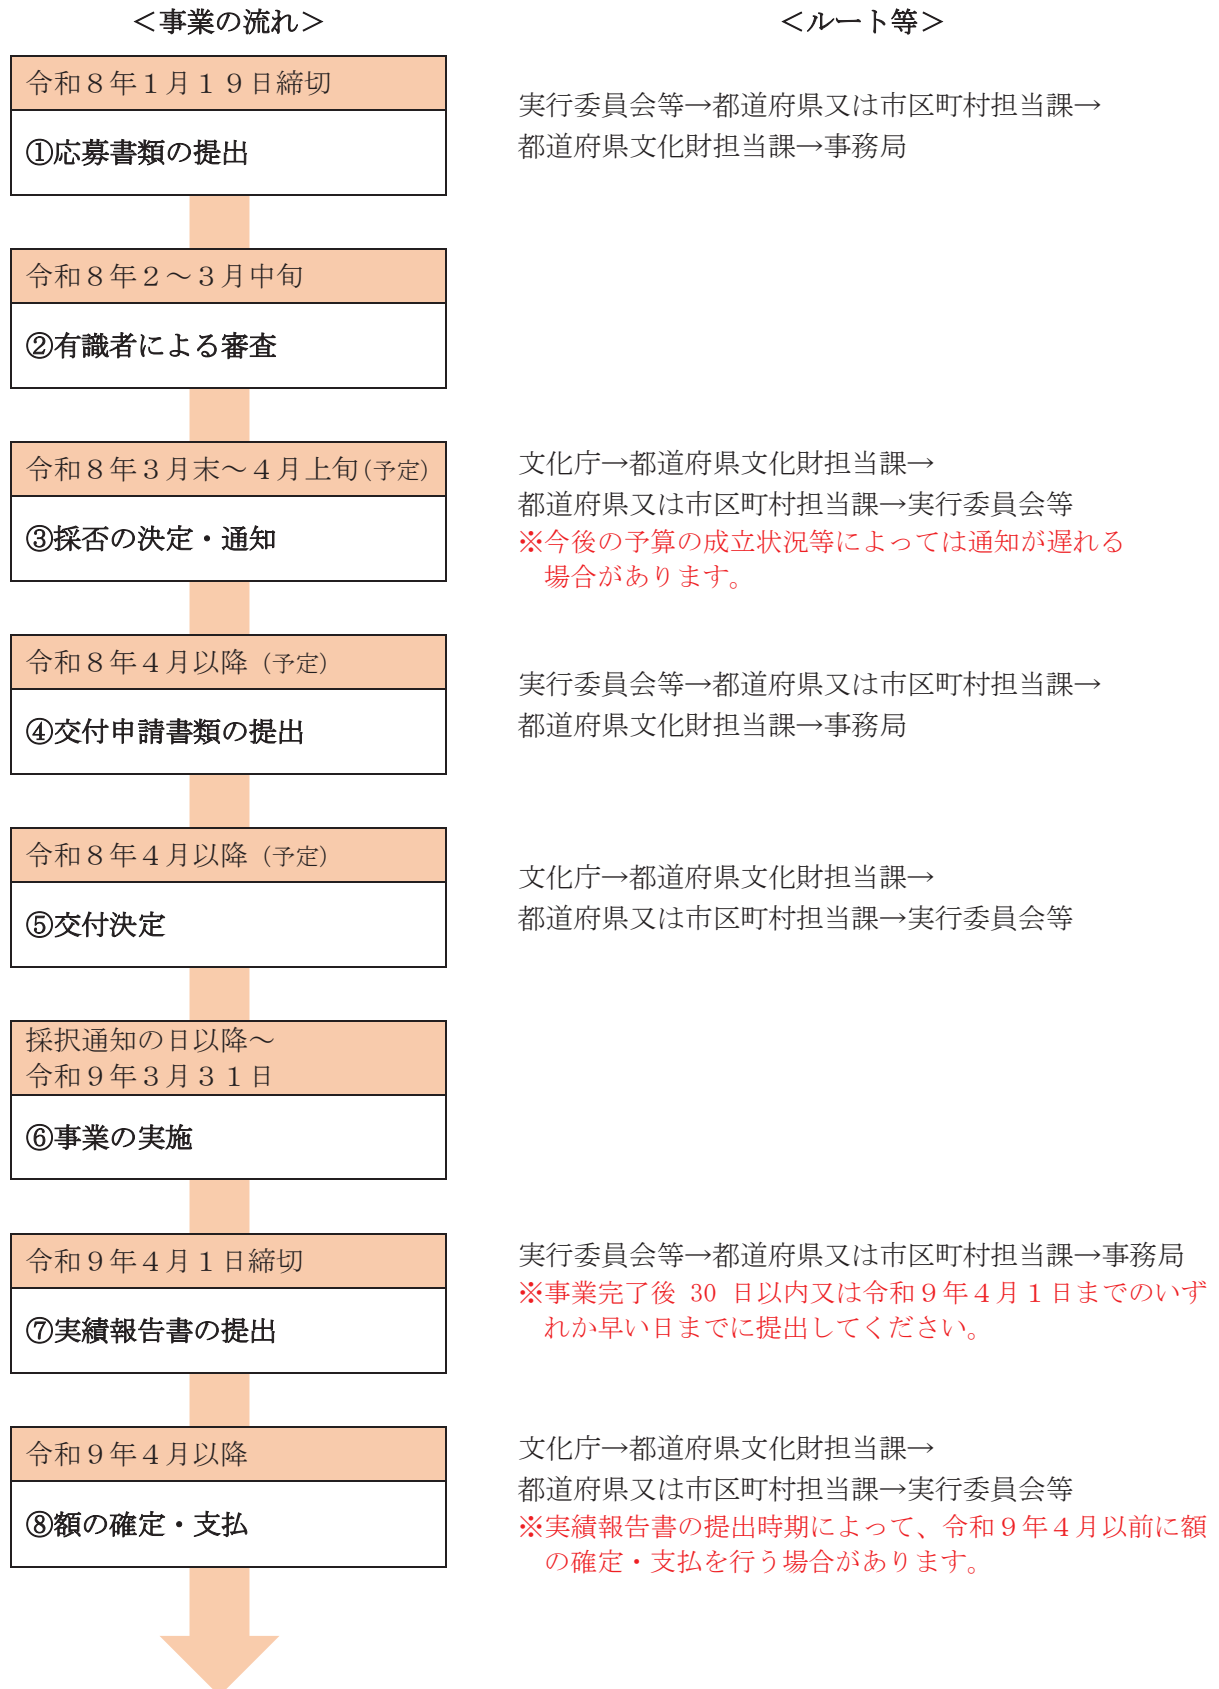 ＜事業の流れ＞
＜ルート等＞
令和８年１月１９日締切
①応募書類の提出
実行委員会等→都道府県又は市区町村担当課→
都道府県文化財担当課→事務局
令和８年２～３月中旬
②有識者による審査
令和８年３月末～４月上旬(予定)
③採否の決定・通知
文化庁→都道府県文化財担当課→
都道府県又は市区町村担当課→実行委員会等
※今後の予算の成立状況等によっては通知が遅れる
場合があります。
令和８年４月以降（予定）
④交付申請書類の提出
実行委員会等→都道府県又は市区町村担当課→
都道府県文化財担当課→事務局
令和８年４月以降（予定）
⑤交付決定
文化庁→都道府県文化財担当課→
都道府県又は市区町村担当課→実行委員会等
採択通知の日以降～
令和９年３月３１日
⑥事業の実施
令和９年４月１日締切
⑦実績報告書の提出
実行委員会等→都道府県又は市区町村担当課→事務局
※事業完了後 30 日以内又は令和９年４月１日までのいず
れか早い日までに提出してください。
令和９年４月以降
⑧額の確定・支払
文化庁→都道府県文化財担当課→
都道府県又は市区町村担当課→実行委員会等
※実績報告書の提出時期によって、令和９年４月以前に額
の確定・支払を行う場合があります。